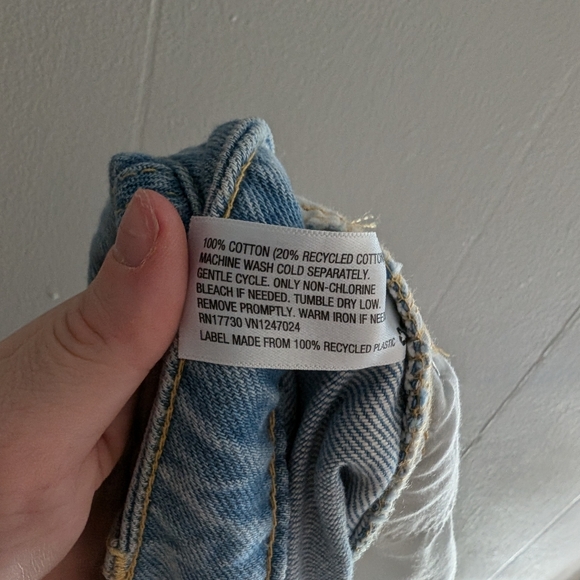 100% COTTON (20% RECYCLED COTTO
MACHINE WASH COLD SEPARATELY.
GENTLE CYCLE. ONLY NON-CHLORINE
BLEACH IF NEEDED. TUMBLE DRY LOW.
REMOVE PROMPTLY. WARM IRON IF NEE
RN17730 VN1247024
LABEL MADE FROM 100% RECYCLED PLASTIC